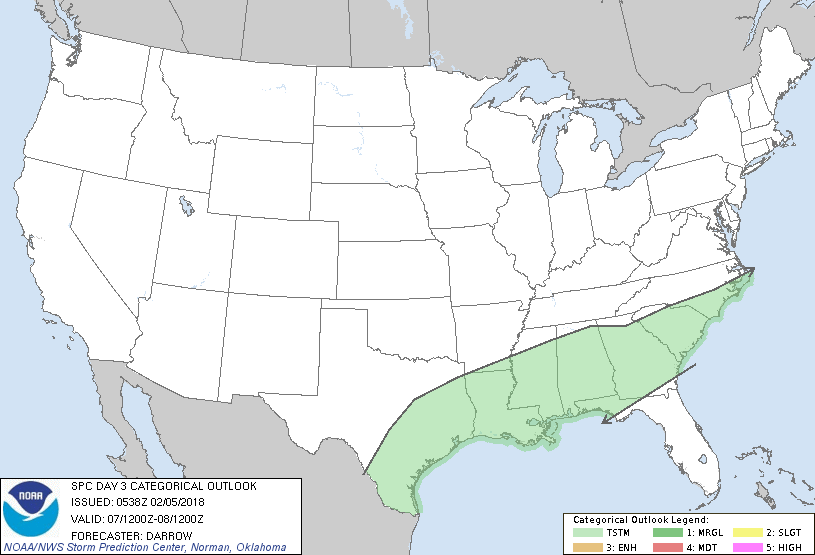 NOAA
SPC DAY 3 CATEGORICAL OUTLOOK
ISSUED: 0538Z 02/05/2018
VALID: 07/1200Z-08/1200Z
FORECASTER: DARROW
NOAA/NWS Storm Prediction Center, Norman, Oklahoma
Categorical Outlook Legend:
TSTM 1: MRGL 2: SLGT
3: ENH 4: MDT 5: HIGH